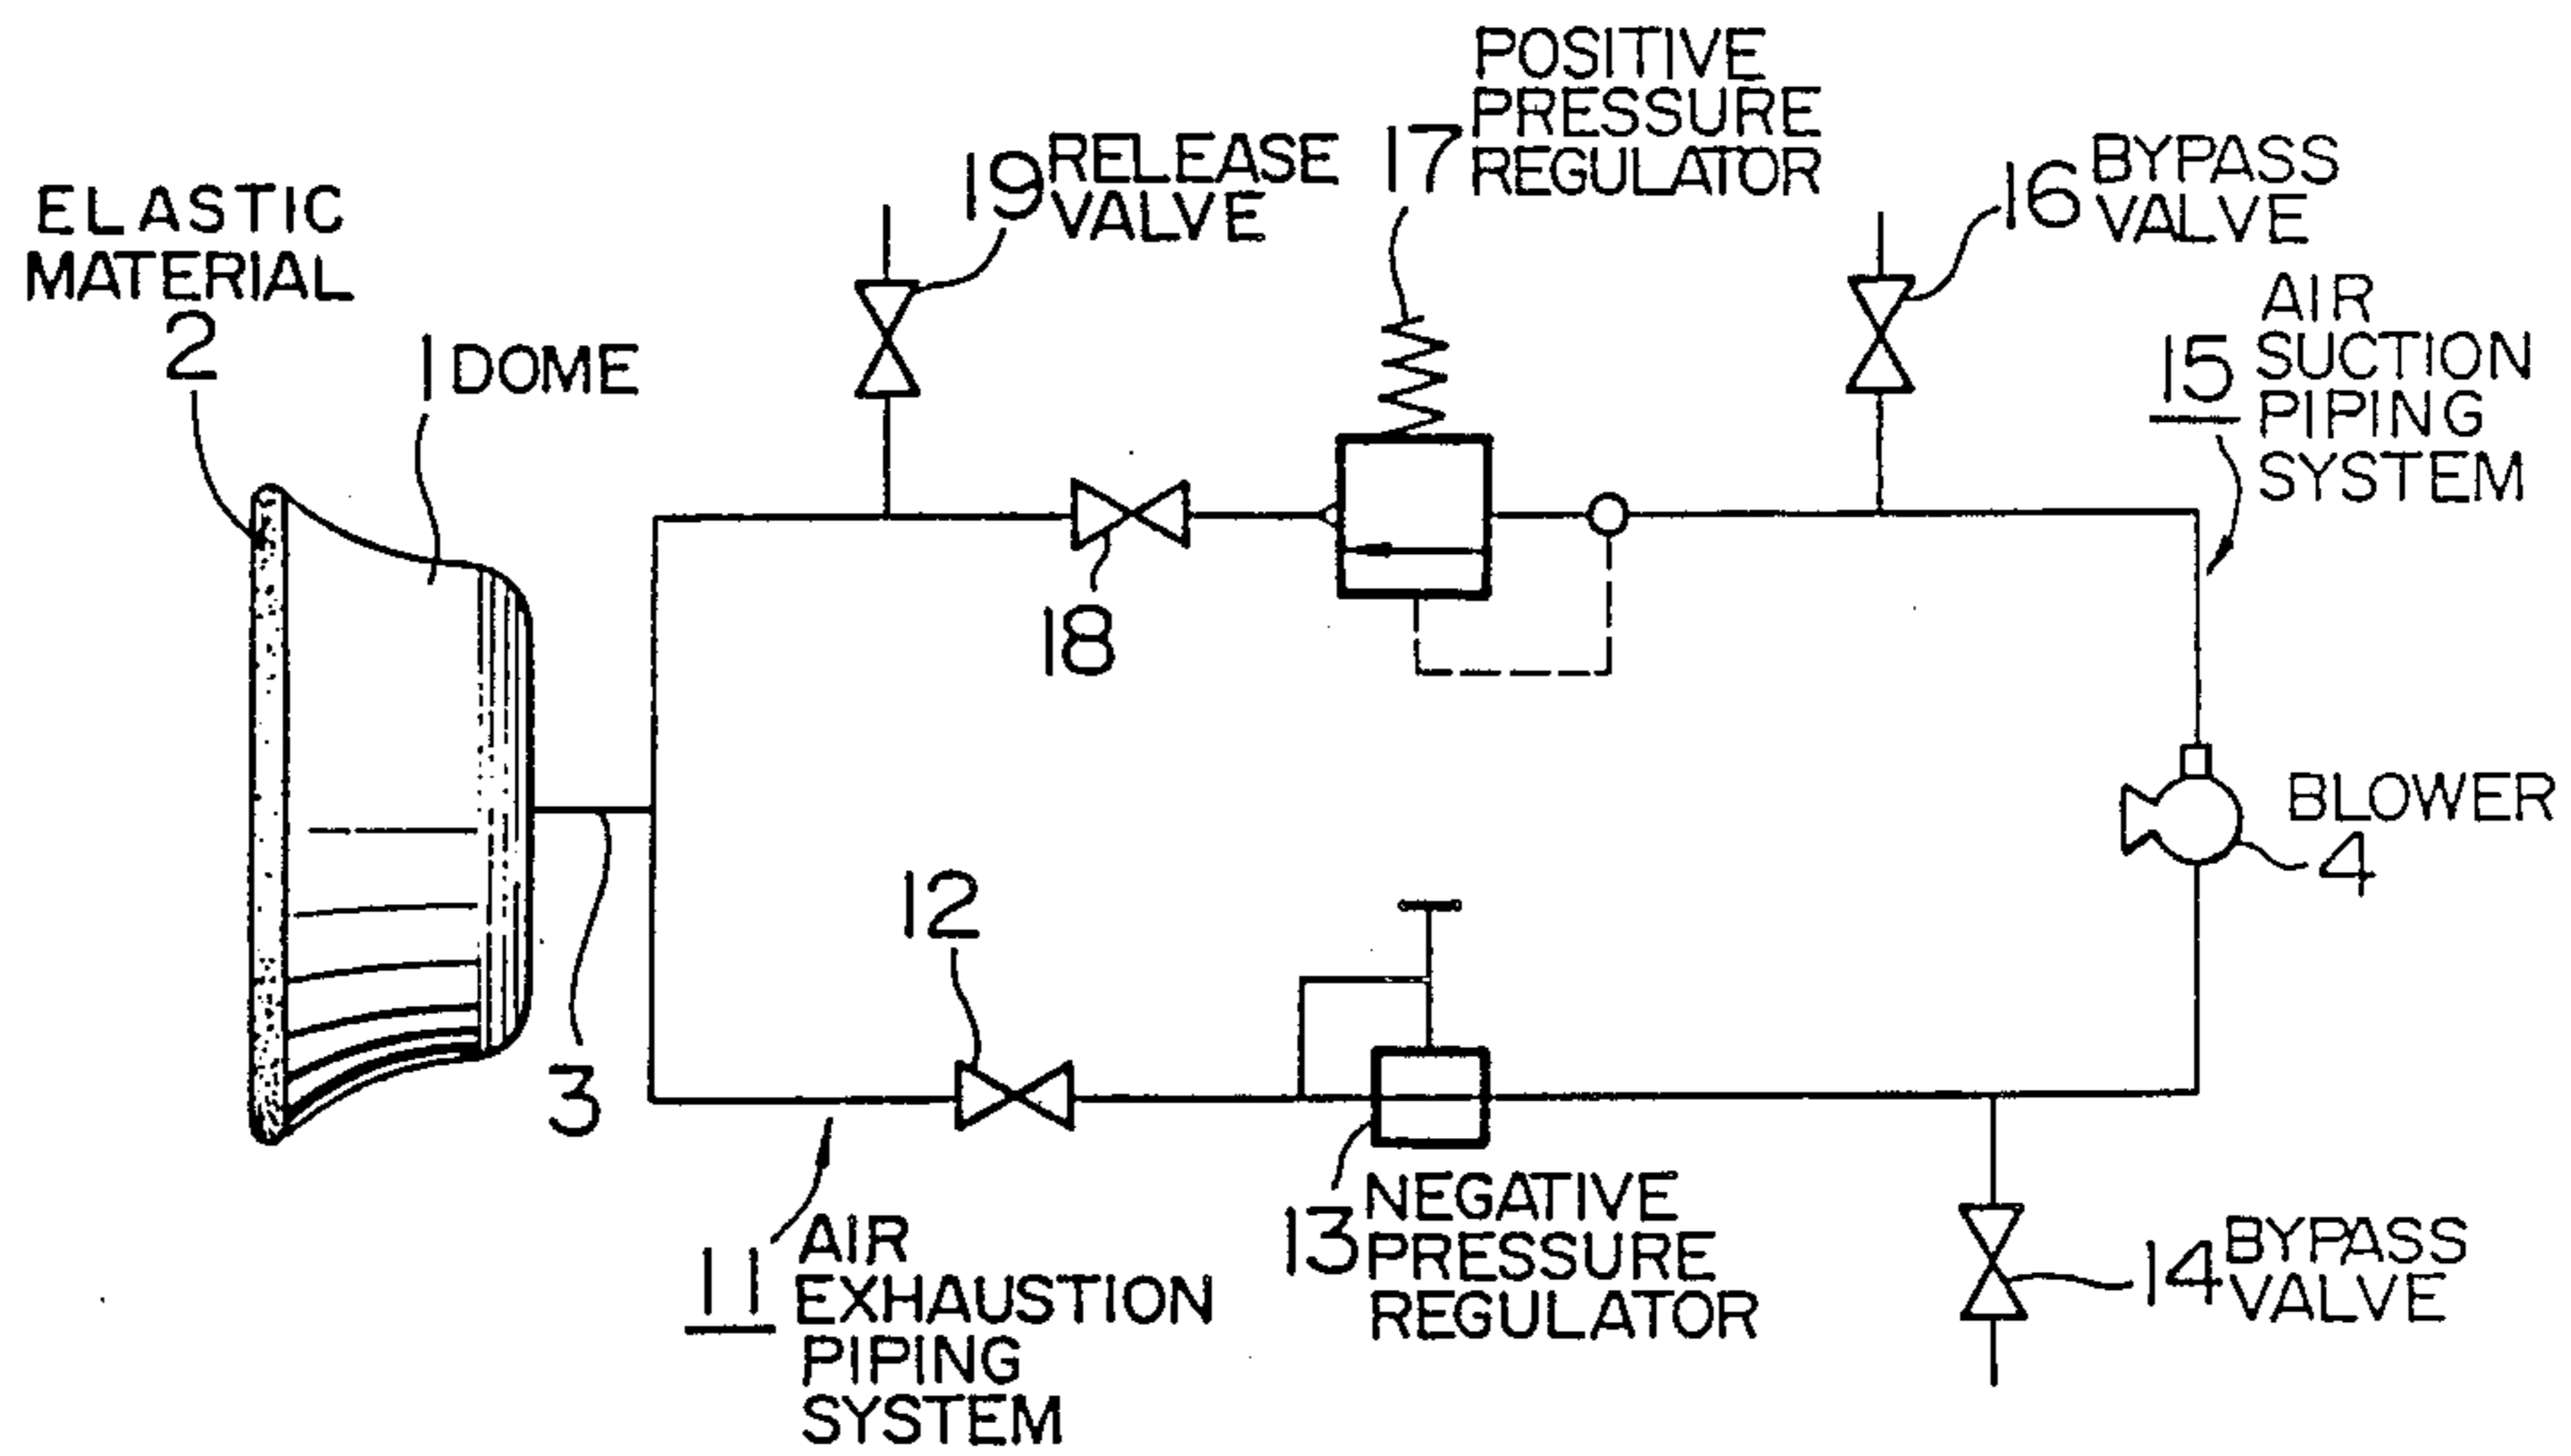 POSITIVE
PRESSURE
17 REGULATOR
19 RELEASE
VALVE
16 BYPASS
VALVE
ELASTIC
MATERIAL
2
1 DOME
AIR
15 SUCTION
PIPING
SYSTEM
18
BLOWER
4
12
3
NEGATIVE
13 PRESSURE
REGULATOR
11 AIR
EXHAUSTION
PIPING
SYSTEM
14 BYPASS
VALVE